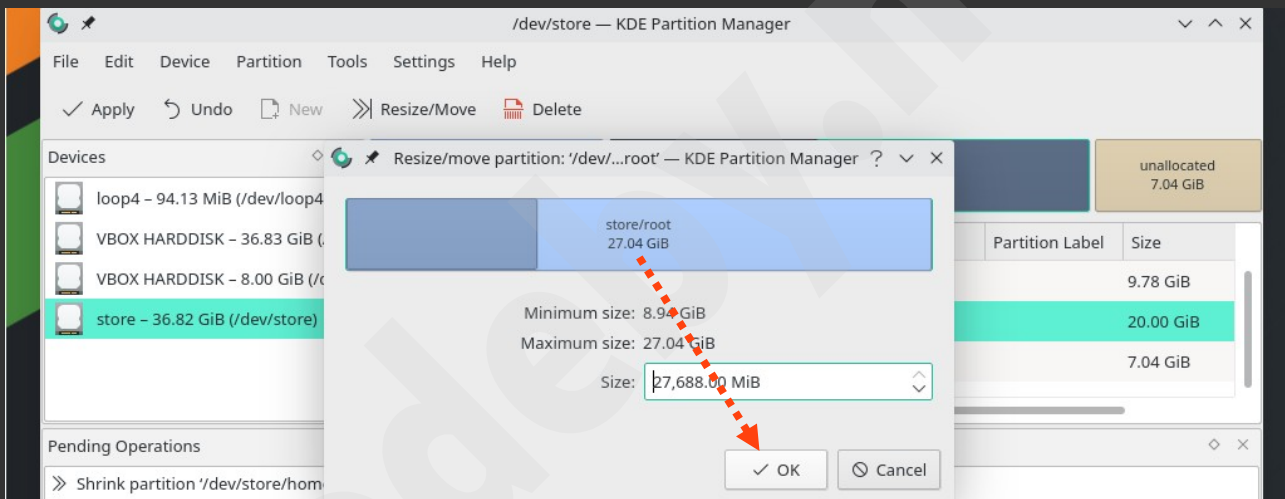 /dev/store — KDE Partition Manager
File Edit Device Partition Tools Settings Help
Apply Undo New Resize/Move Delete
Devices
Resize/move partition: '/dev/...root' — KDE Partition Manager ?
unallocated
7.04 GiB
loop4 – 94.13 MiB (/dev/loop4
VBOX HARDDISK – 36.83 GiB (
VBOX HARDDISK – 8.00 GiB (/
store – 36.82 GiB (/dev/store)
store/root
27.04 GiB
Minimum size: 8.94 GiB
Maximum size: 27.04 GiB
Size: 27,688.00 MiB
OK Cancel
Partition Label Size
9.78 GiB
20.00 GiB
7.04 GiB
Pending Operations
Shrink partition '/dev/store/hom